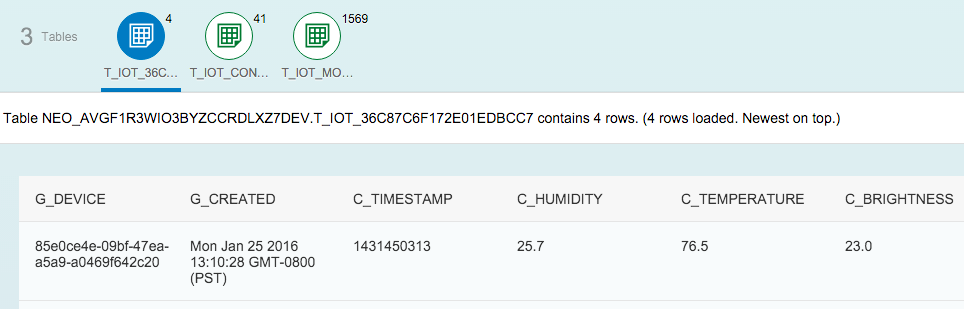 3 Tables
4
41
1569
T_IOT_36C...
T_IOT_CON...
T_IOT_MO...
Table NEO_AVGF1R3WIO3BYZCCRDLXZ7DEV.T_IOT_36C87C6F172E01EDBCC7 contains 4 rows. (4 rows loaded. Newest on top.)
G_DEVICE G_CREATED C_TIMESTAMP C_HUMIDITY C_TEMPERATURE C_BRIGHTNESS
85e0ce4e-09bf-47ea- Mon Jan 25 2016 1431450313 25.7 76.5 23.0
a5a9-a0469f642c20 13:10:28 GMT-0800
(PST)